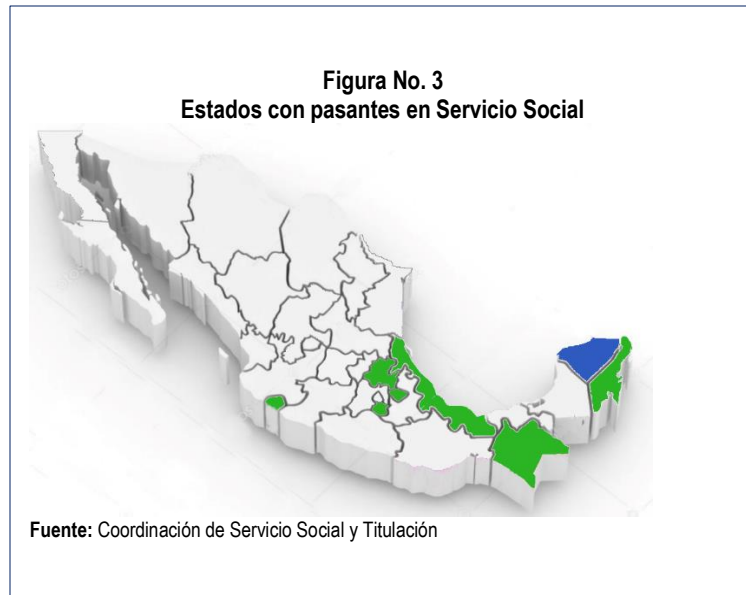 Figura No. 3
Estados con pasantes en Servicio Social
Fuente: Coordinación de Servicio Social y Titulación